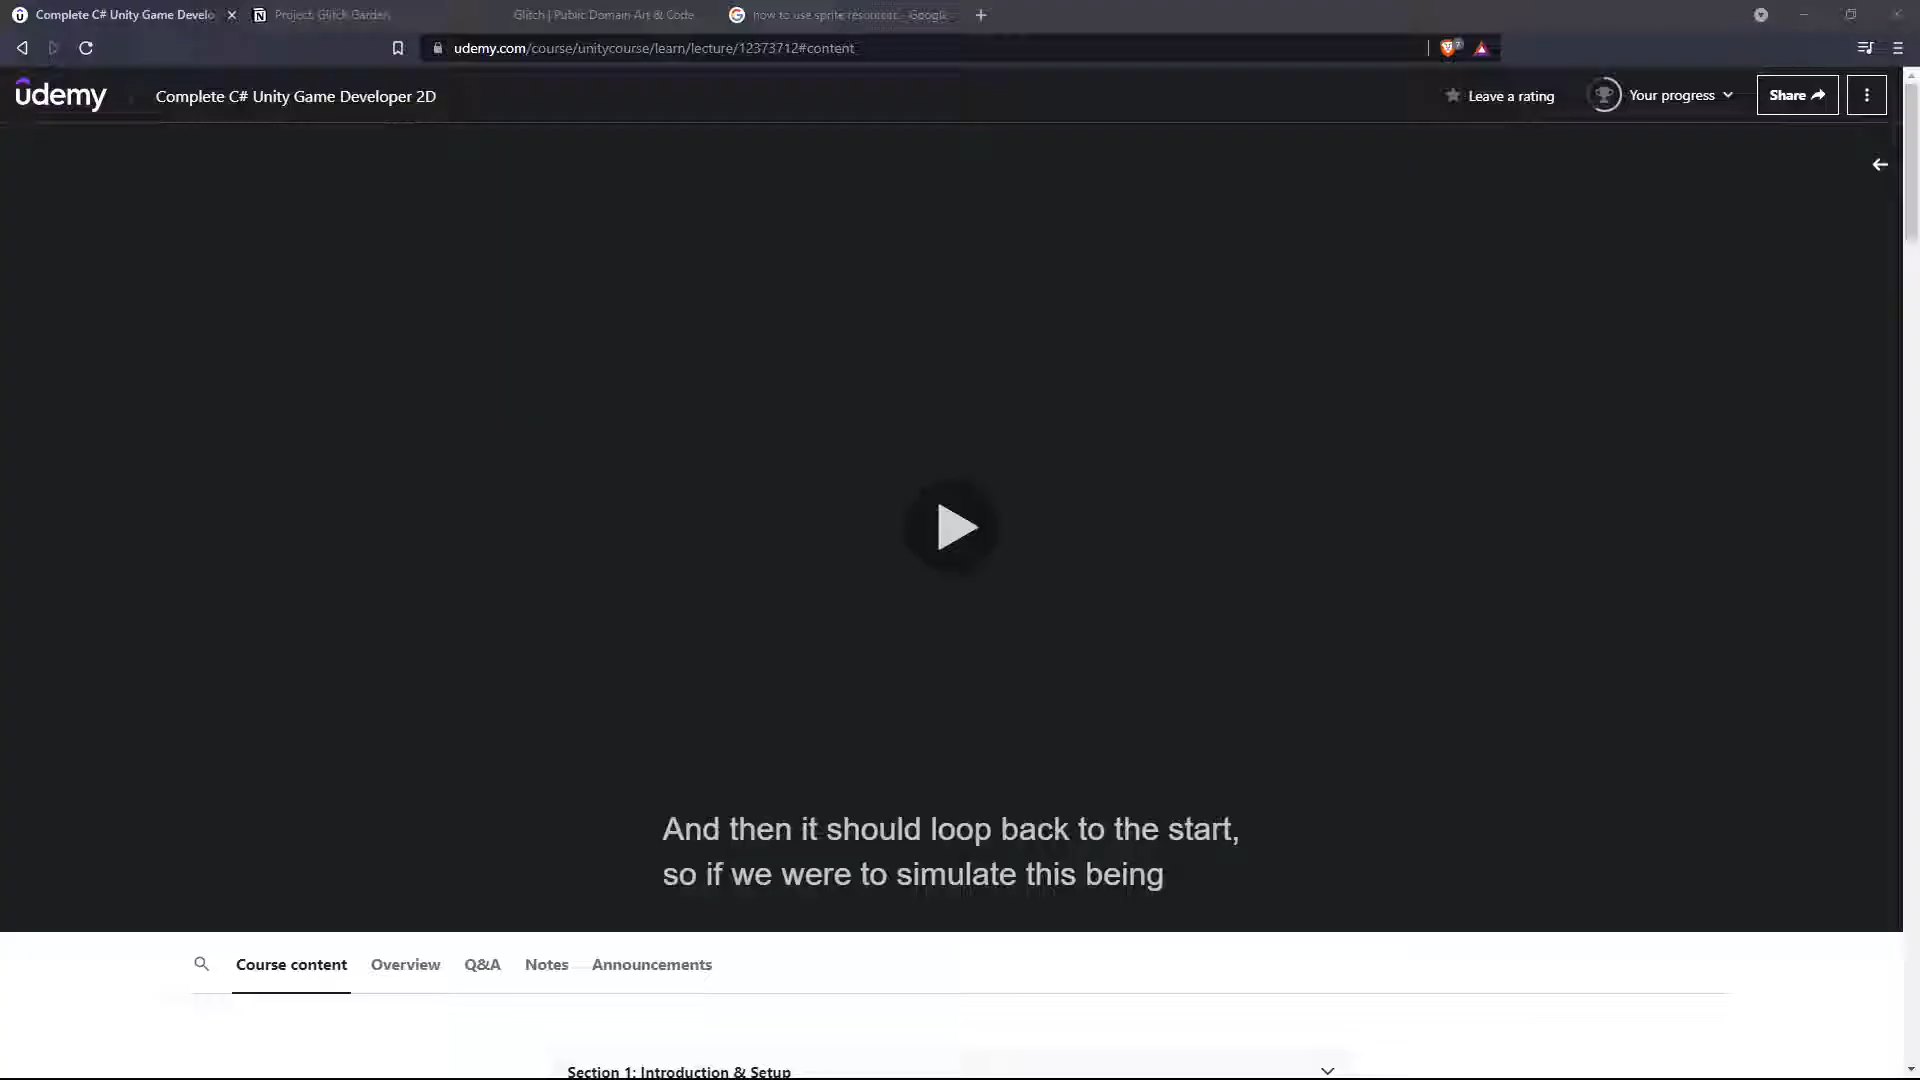 Complete C# Unity Game Develo
Project: Glitch Garden
Glitch | Public Domain Art & Code
how to use sprite resolution - Google
udemy.com/course/unitycourse/learn/lecture/12373712#content
7
udemy
Complete C# Unity Game Developer 2D
Leave a rating
Your progress
Share
And then it should loop back to the start,
so if we were to simulate this being
Course content
Overview
Q&A
Notes
Announcements
Section 1: Introduction & Setup